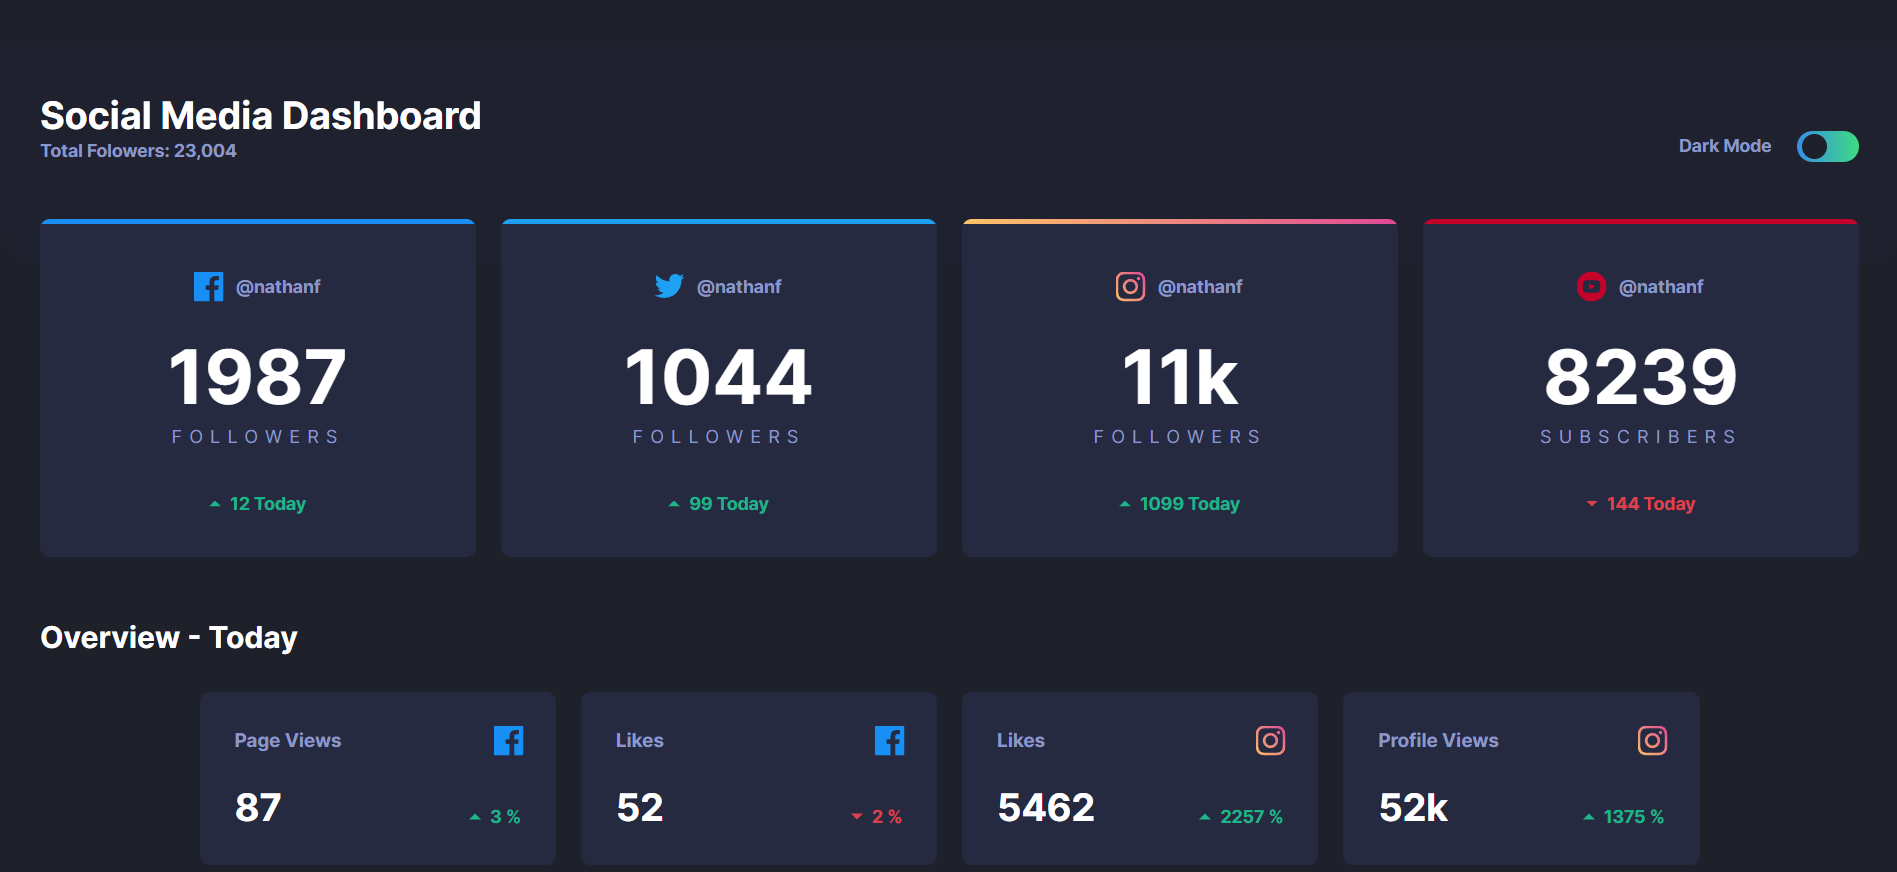 Social Media Dashboard
Total Folowers: 23,004
Dark Mode
@nathanf
1987
FOLLOWERS
12 Today
@nathanf
1044
FOLLOWERS
99 Today
@nathanf
11k
FOLLOWERS
1099 Today
@nathanf
8239
SUBSCRIBERS
144 Today
Overview - Today
Page Views
87
3 %
Likes
52
2 %
Likes
5462
2257 %
Profile Views
52k
1375 %